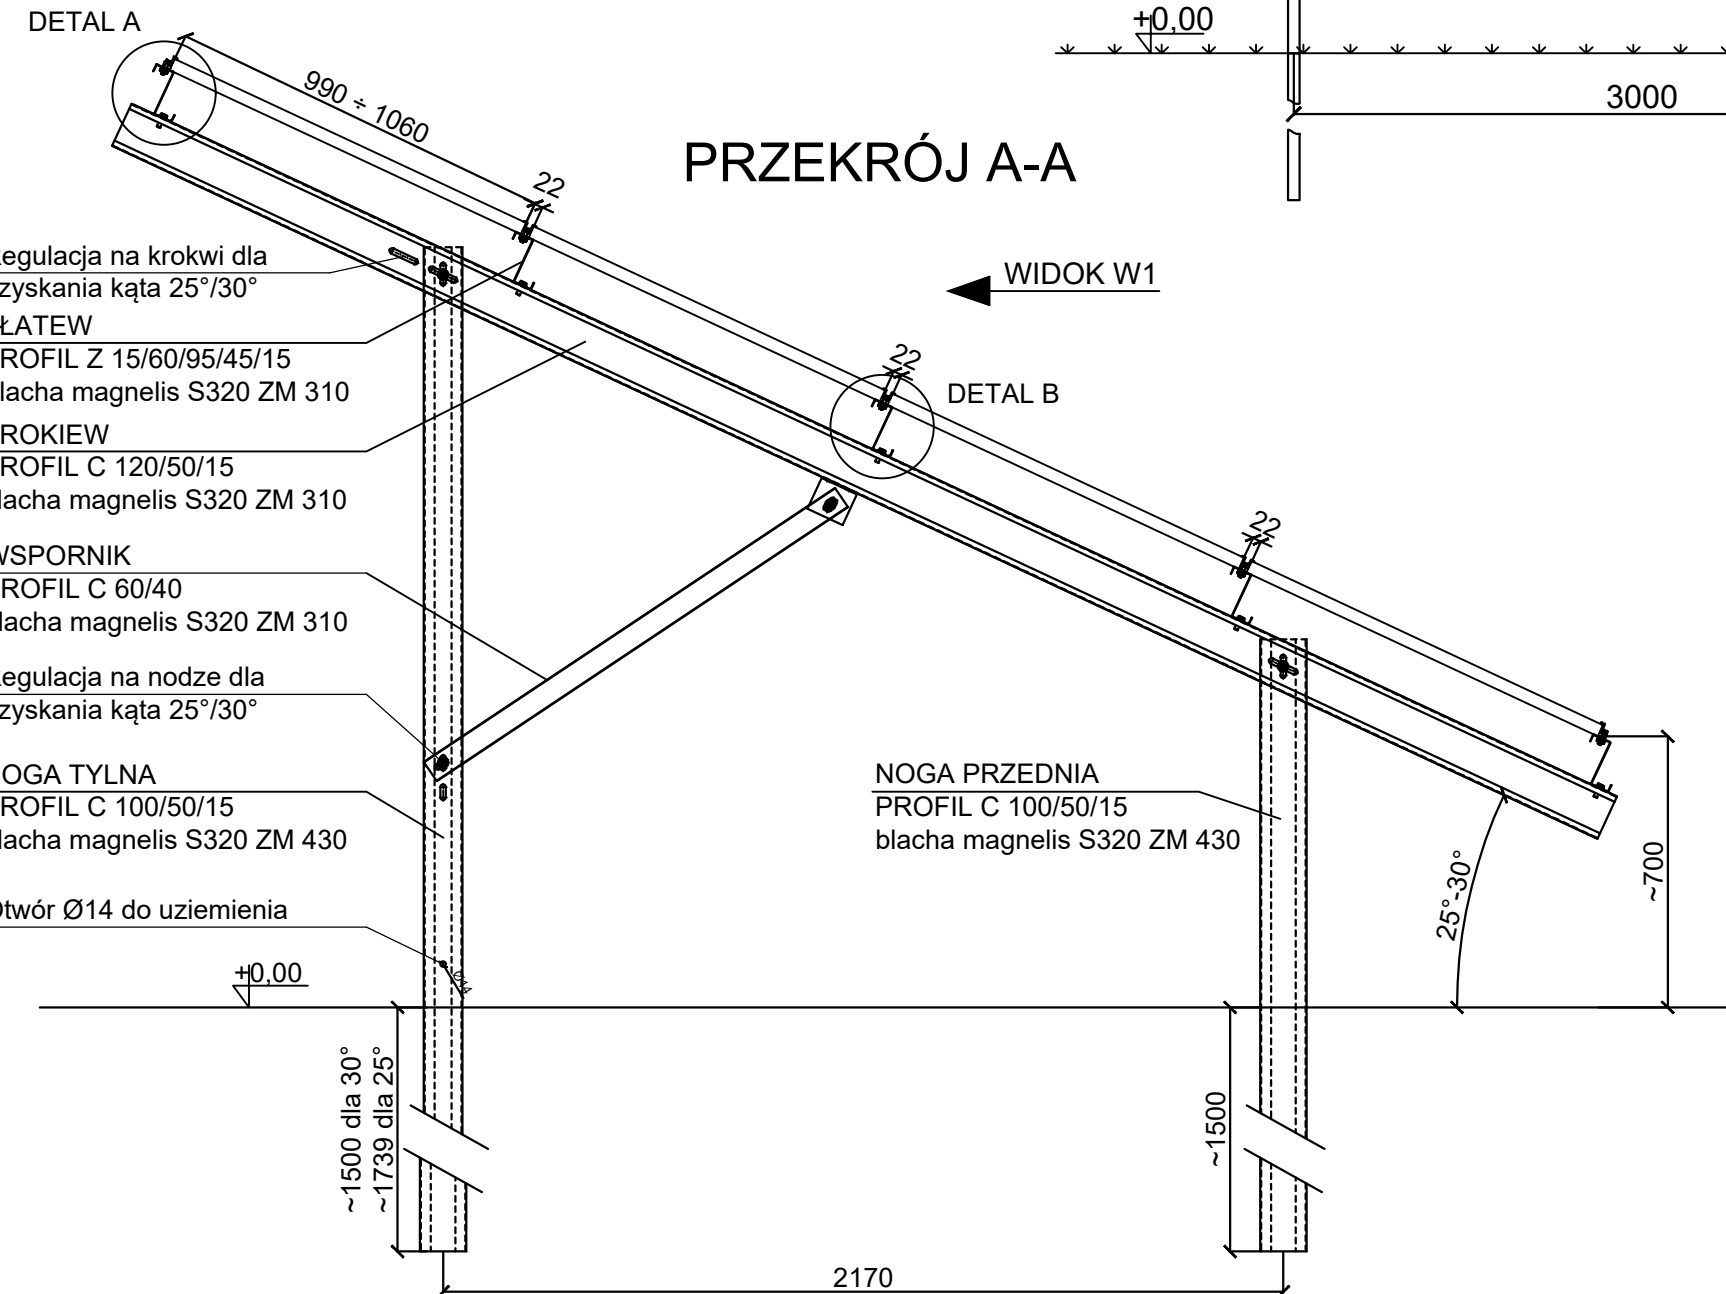 DETAL A
+0,00
3000
990 ÷ 1060
PRZEKRÓJ A-A
22
egulacja na krokwi dla
zyskania kąta 25°/30°
WIDOK W1
ŁATEW
ROFIL Z 15/60/95/45/15
lacha magnelis S320 ZM 310
22
DETAL B
ROKIEW
ROFIL C 120/50/15
lacha magnelis S320 ZM 310
22
WSPORNIK
ROFIL C 60/40
lacha magnelis S320 ZM 310
egulacja na nodze dla
zyskania kąta 25°/30°
OGA TYLNA
ROFIL C 100/50/15
lacha magnelis S320 ZM 430
NOGA PRZEDNIA
PROFIL C 100/50/15
blacha magnelis S320 ZM 430
25°-30°
~700
Otwór Ø14 do uziemienia
Ø14
+0,00
~1500 dla 30°
~1739 dla 25°
~1500
2170